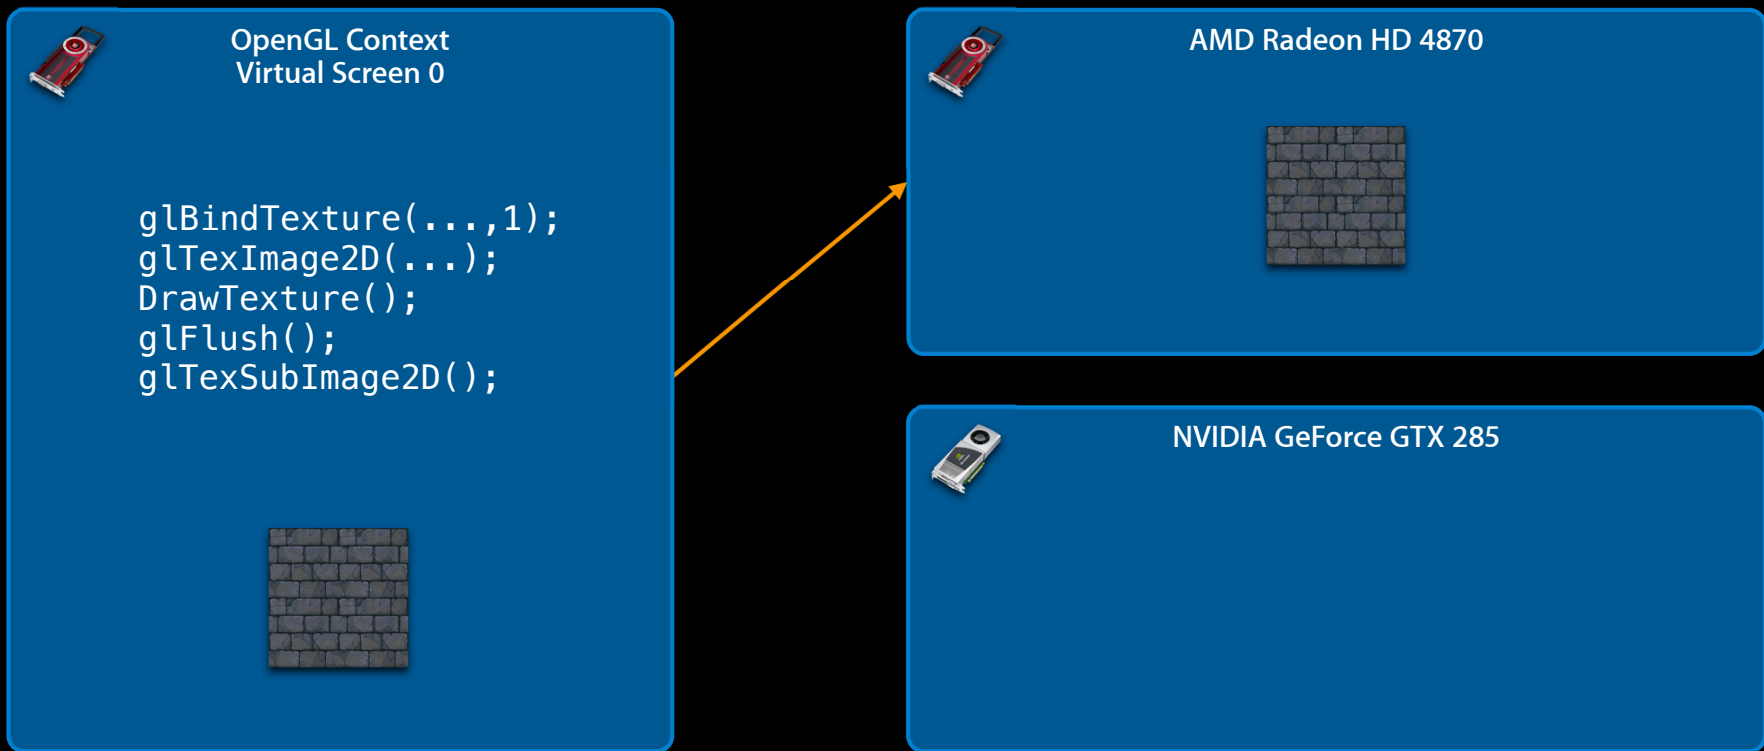 OpenGL Context
Virtual Screen 0
glBindTexture(...,1);
glTexImage2D(...);
DrawTexture();
glFlush();
glTexSubImage2D();
AMD Radeon HD 4870
NVIDIA GeForce GTX 285